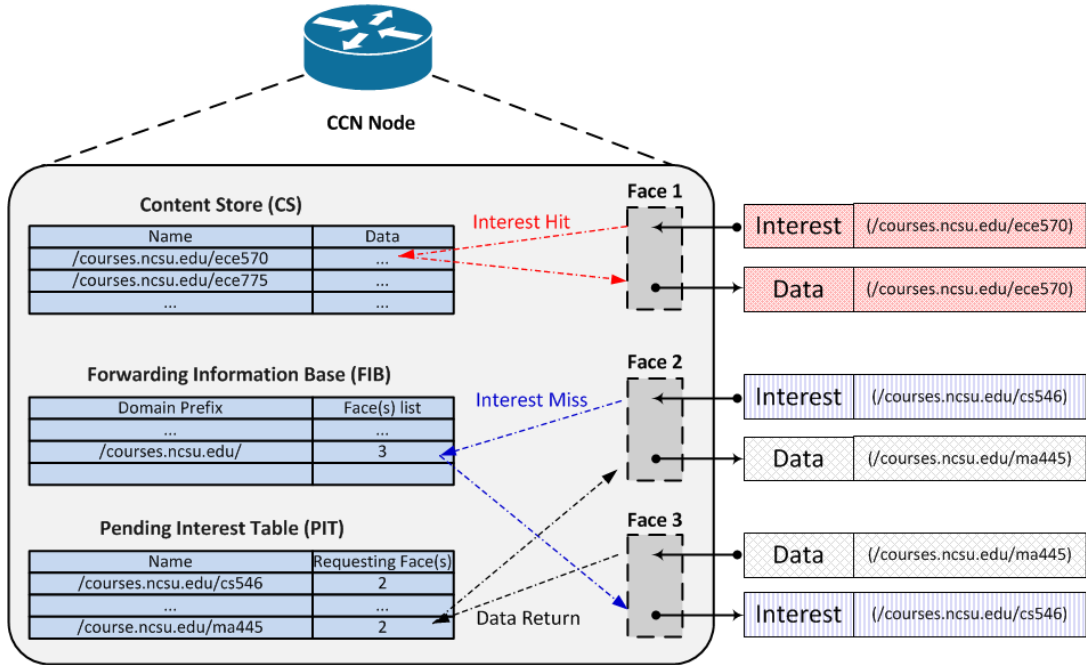 CCN Node
Content Store (CS)
Name Data
/courses.ncsu.edu/ece570 ...
/courses.ncsu.edu/ece775 ...
... ...
Interest Hit
Face 1
Interest (/courses.ncsu.edu/ece570)
Data (/courses.ncsu.edu/ece570)
Forwarding Information Base (FIB)
Domain Prefix Face(s) list
... ...
/courses.ncsu.edu/ 3
Interest Miss
Face 2
Interest (/courses.ncsu.edu/cs546)
Data (/courses.ncsu.edu/ma445)
Pending Interest Table (PIT)
Name Requesting Face(s)
/courses.ncsu.edu/cs546 2
... ...
/course.ncsu.edu/ma445 2
Data Return
Face 3
Data (/courses.ncsu.edu/ma445)
Interest (/courses.ncsu.edu/cs546)